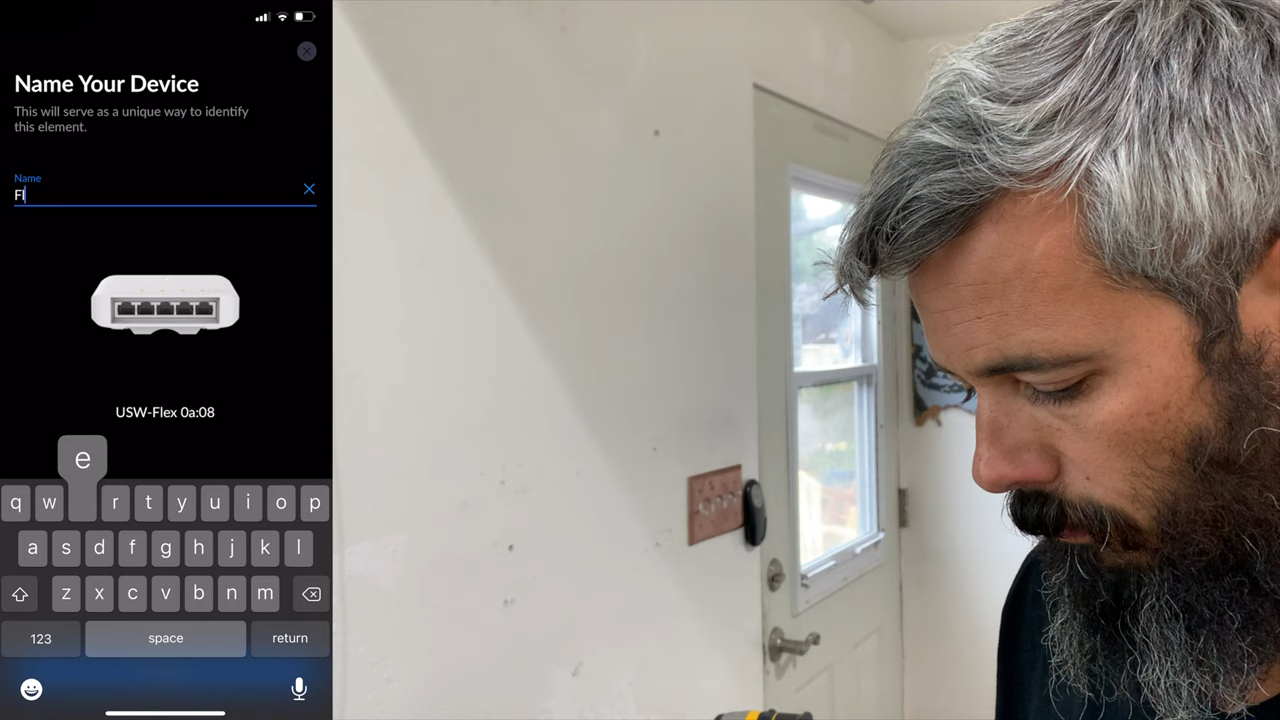 Name Your Device
This will serve as a unique way to identify
this element.
Name
Fl
USW-Flex 0a:08
e
q w r t y u i o p
a s d f g h j k l
z x c v b n m
123 space return